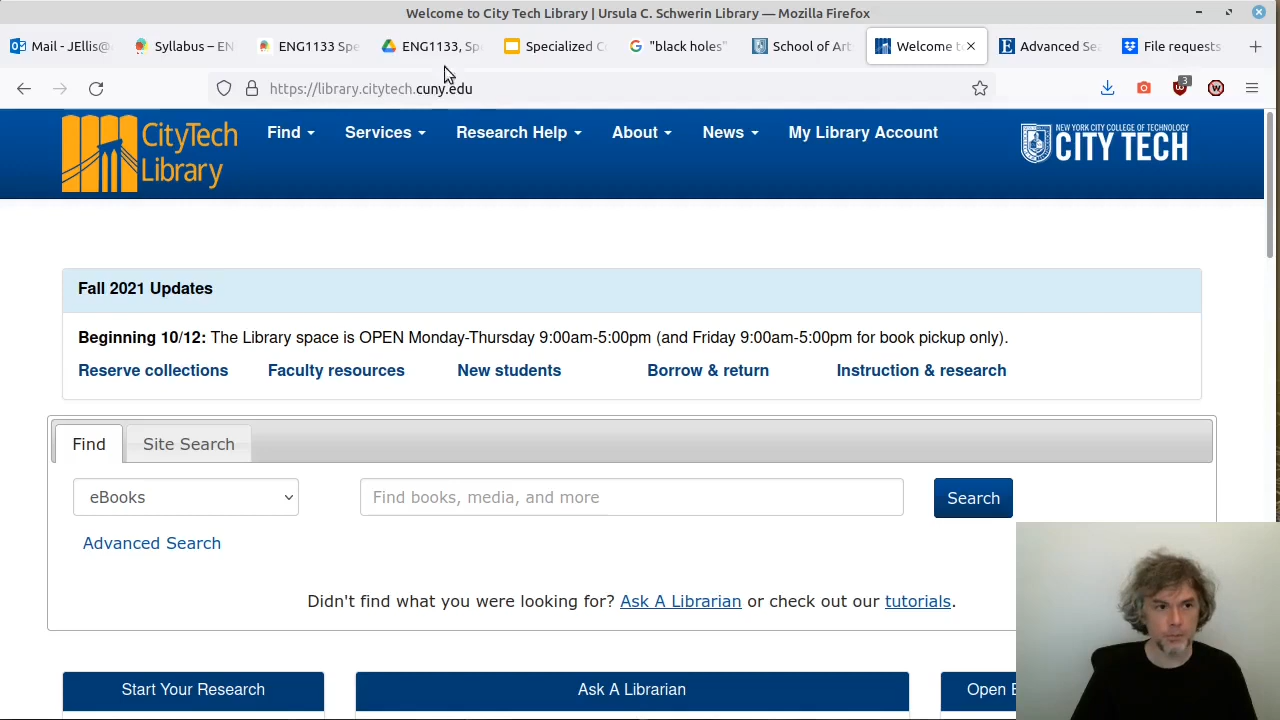 Welcome to City Tech Library | Ursula C. Schwerin Library — Mozilla Firefox
Mail - JEllis@
Syllabus – EN
ENG1133 Spe
ENG1133, Sp
Specialized C
"black holes"
School of Art
Welcome to
Advanced Sea
File requests
https://library.citytech.cuny.edu
3
CityTech
Library
Find
Services
Research Help
About
News
My Library Account
NEW YORK CITY COLLEGE OF TECHNOLOGY
CITY TECH
Fall 2021 Updates
Beginning 10/12: The Library space is OPEN Monday-Thursday 9:00am-5:00pm (and Friday 9:00am-5:00pm for book pickup only).
Reserve collections
Faculty resources
New students
Borrow & return
Instruction & research
Find
Site Search
eBooks
Find books, media, and more
Search
Advanced Search
Didn't find what you were looking for? Ask A Librarian or check out our tutorials.
Start Your Research
Ask A Librarian
Open E